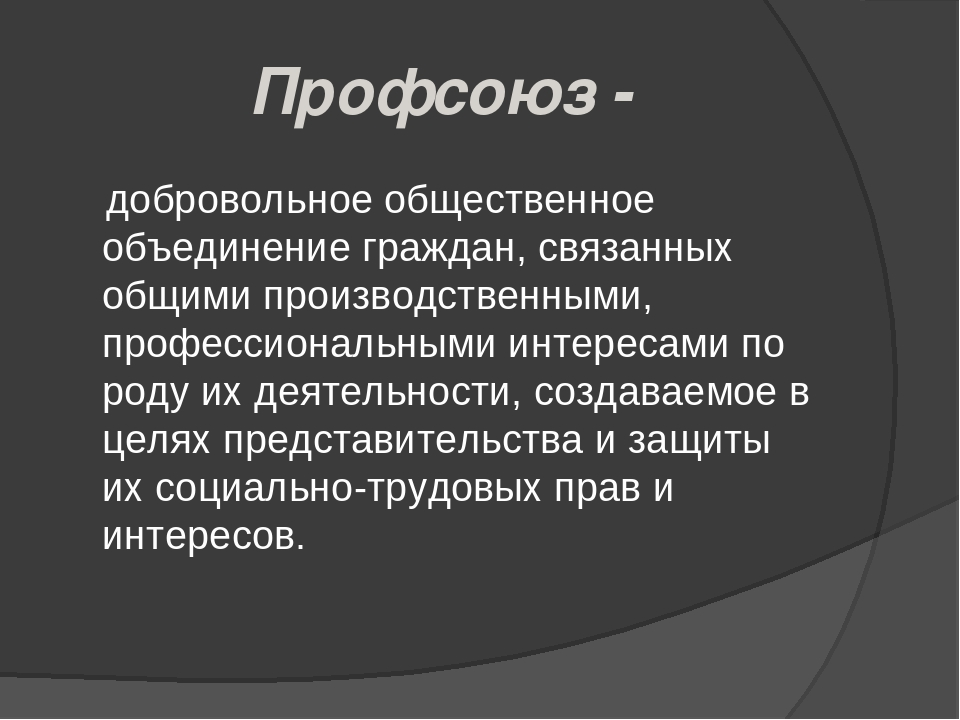 Профсоюз -
добровольное общественное
объединение граждан, связанных
общими производственными,
профессиональными интересами по
роду их деятельности, создаваемое в
целях представительства и защиты
их социально-трудовых прав и
интересов.